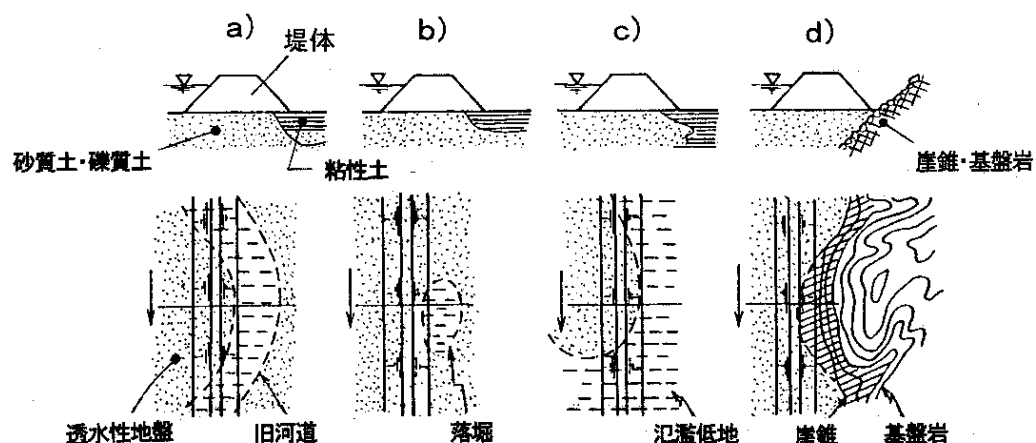 a)
b)
c)
d)
堤体
砂質土・礫質土
粘性土
崖錐・基盤岩
透水性地盤
旧河道
落堀
氾濫低地
崖錐
基盤岩